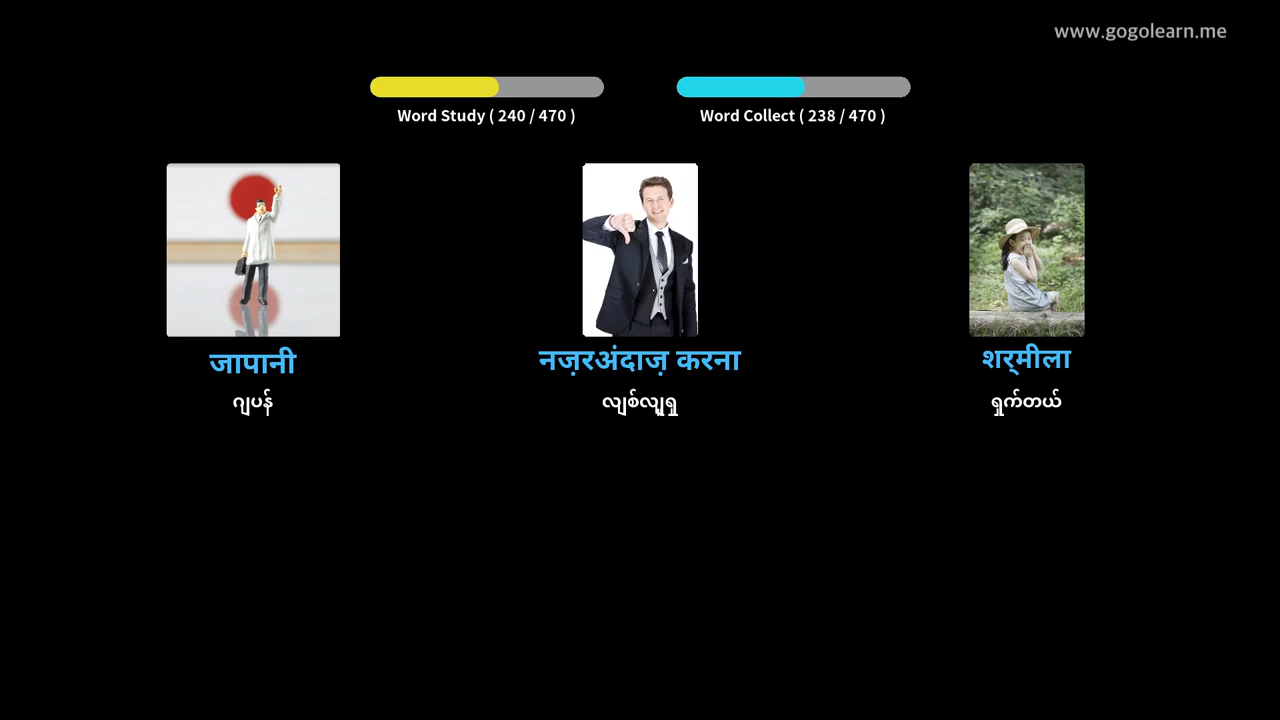 www.gogolearn.me
Word Study ( 240 / 470 )
Word Collect ( 238 / 470 )
जापानी
नज़रअंदाज़ करना
शर्मीला
ဂျပန်
လျစ်လျူရှု
ရှက်တယ်